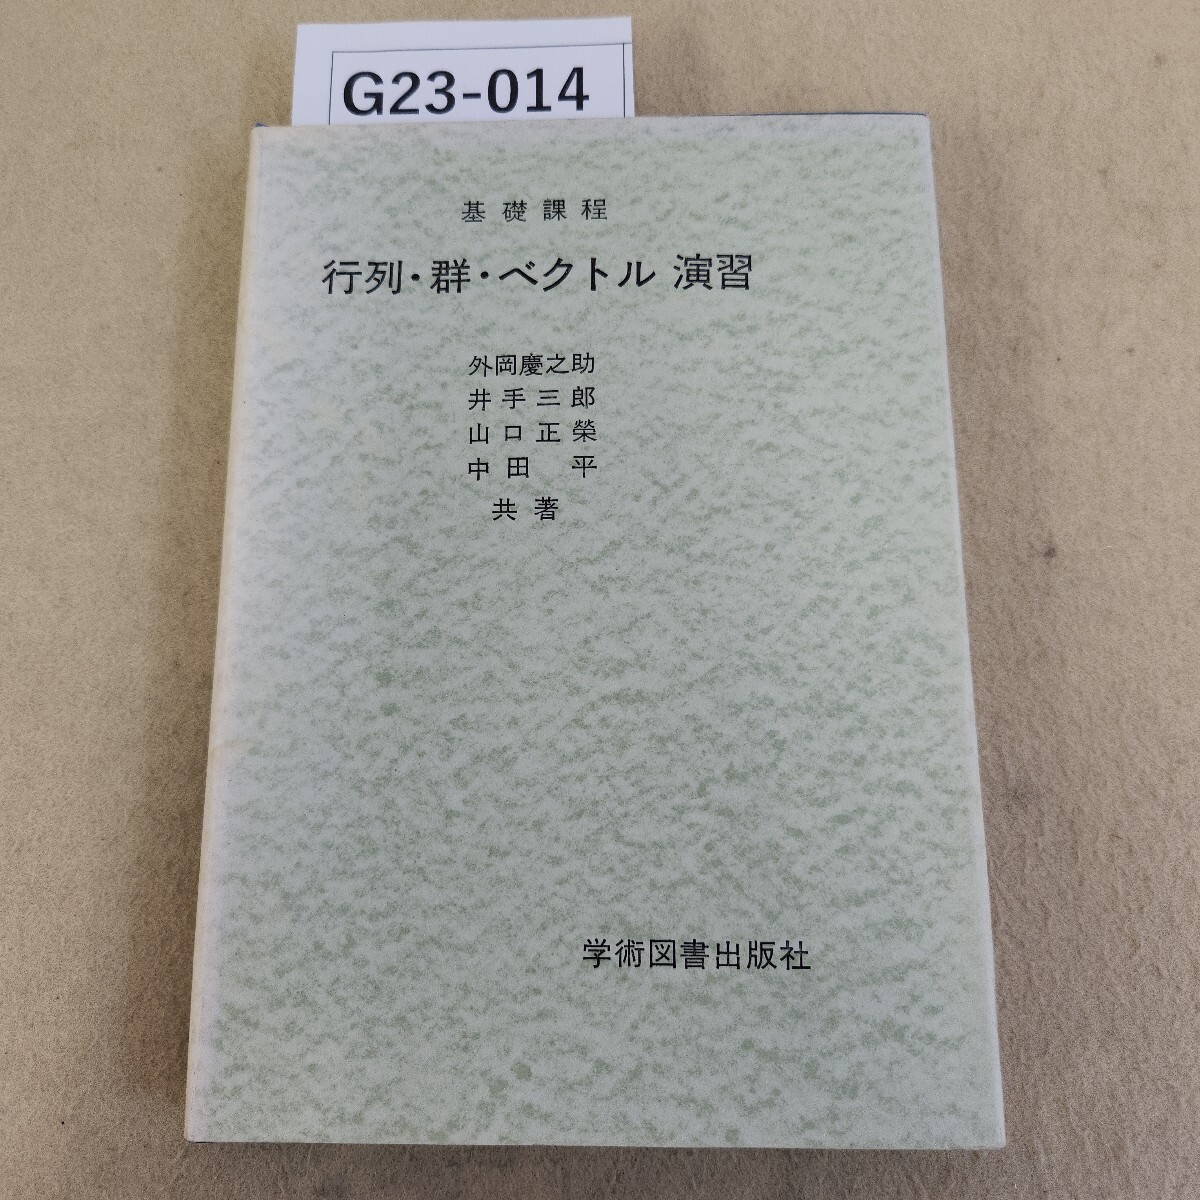 G23-014
基礎課程
行列・群・ベクトル 演習
外岡慶之助
井手三郎
山口正榮
中田 平
共著
学術図書出版社